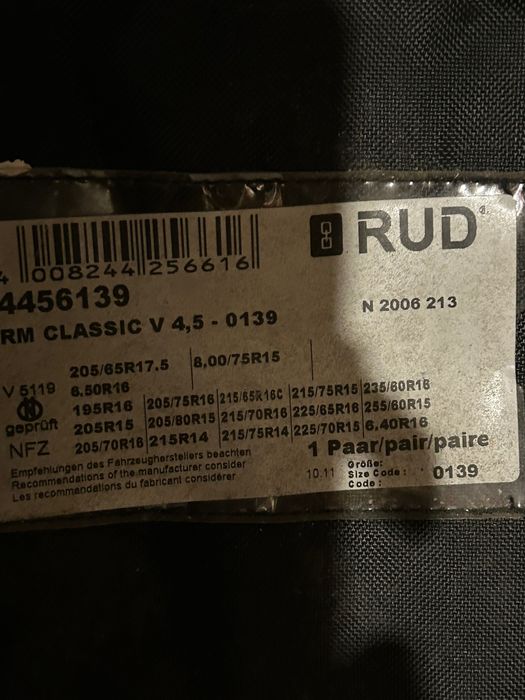 RUD
4 008244 256616
4456139
N 2006 213
RM CLASSIC V 4,5 - 0139
205/65R17.5 8,00/75R15
V 5119 6.50R16
195R16 205/75R16 215/65R16C 215/75R15 235/60R16
geprüft 205R15 205/80R15 215/70R16 225/65R16 255/60R15
NFZ 205/70R16 215R14 215/75R14 225/70R15 6.40R16
Empfehlungen des Fahrzeugherstellers beachten
Recommendations of the manufacturer consider
Les recommandations du fabricant considérer
1 Paar/pair/paire
10.11 Größe:
Size Code: 0139
Code: